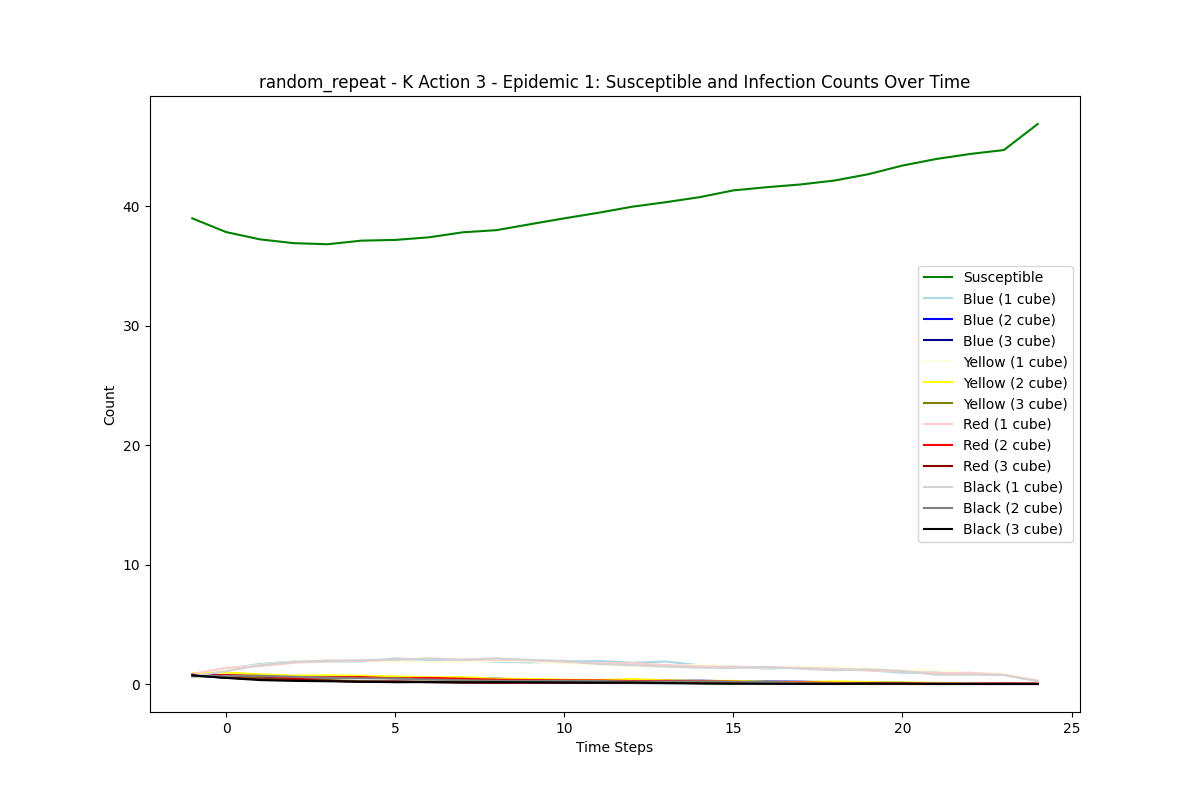 random_repeat - K Action 3 - Epidemic 1: Susceptible and Infection Counts Over Time
40
30
20
10
0
Count
Susceptible
Blue (1 cube)
Blue (2 cube)
Blue (3 cube)
Yellow (1 cube)
Yellow (2 cube)
Yellow (3 cube)
Red (1 cube)
Red (2 cube)
Red (3 cube)
Black (1 cube)
Black (2 cube)
Black (3 cube)
0 5 10 15 20 25
Time Steps